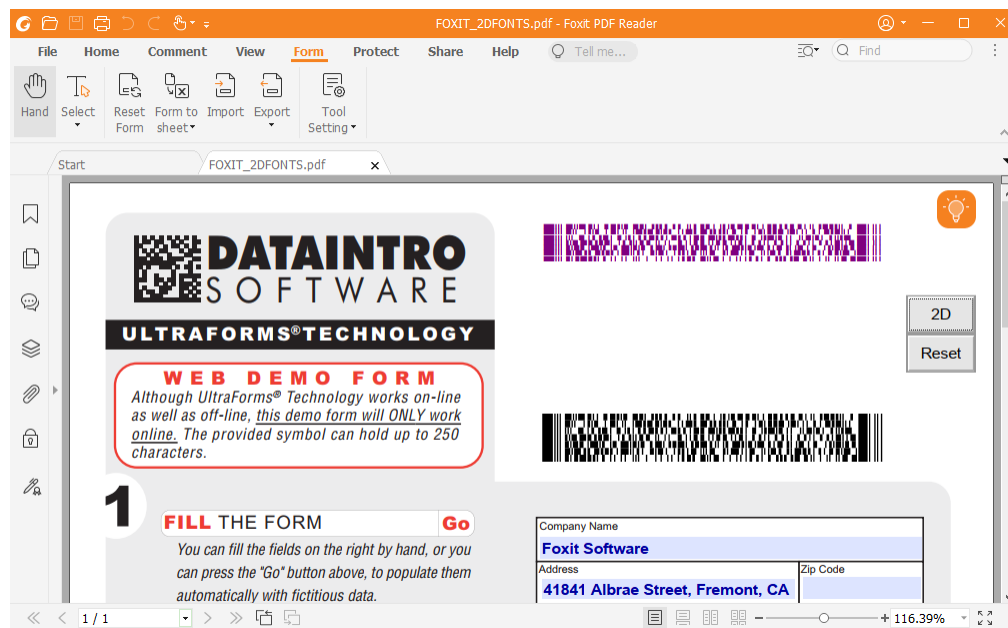 FOXIT_2DFONTS.pdf - Foxit PDF Reader
File Home Comment View Form Protect Share Help Tell me... Find
Hand Select Reset Form Form to sheet Import Export Tool Setting
Start FOXIT_2DFONTS.pdf
DATAINTRO
SOFTWARE
ULTRAFORMS®TECHNOLOGY
WEB DEMO FORM
Although UltraForms® Technology works on-line
as well as off-line, this demo form will ONLY work
online. The provided symbol can hold up to 250
characters.
2D
Reset
1
FILL THE FORM Go
You can fill the fields on the right by hand, or you
can press the "Go" button above, to populate them
automatically with fictitious data.
Company Name
Foxit Software
Address Zip Code
41841 Albrae Street, Fremont, CA
1 / 1 116.39%